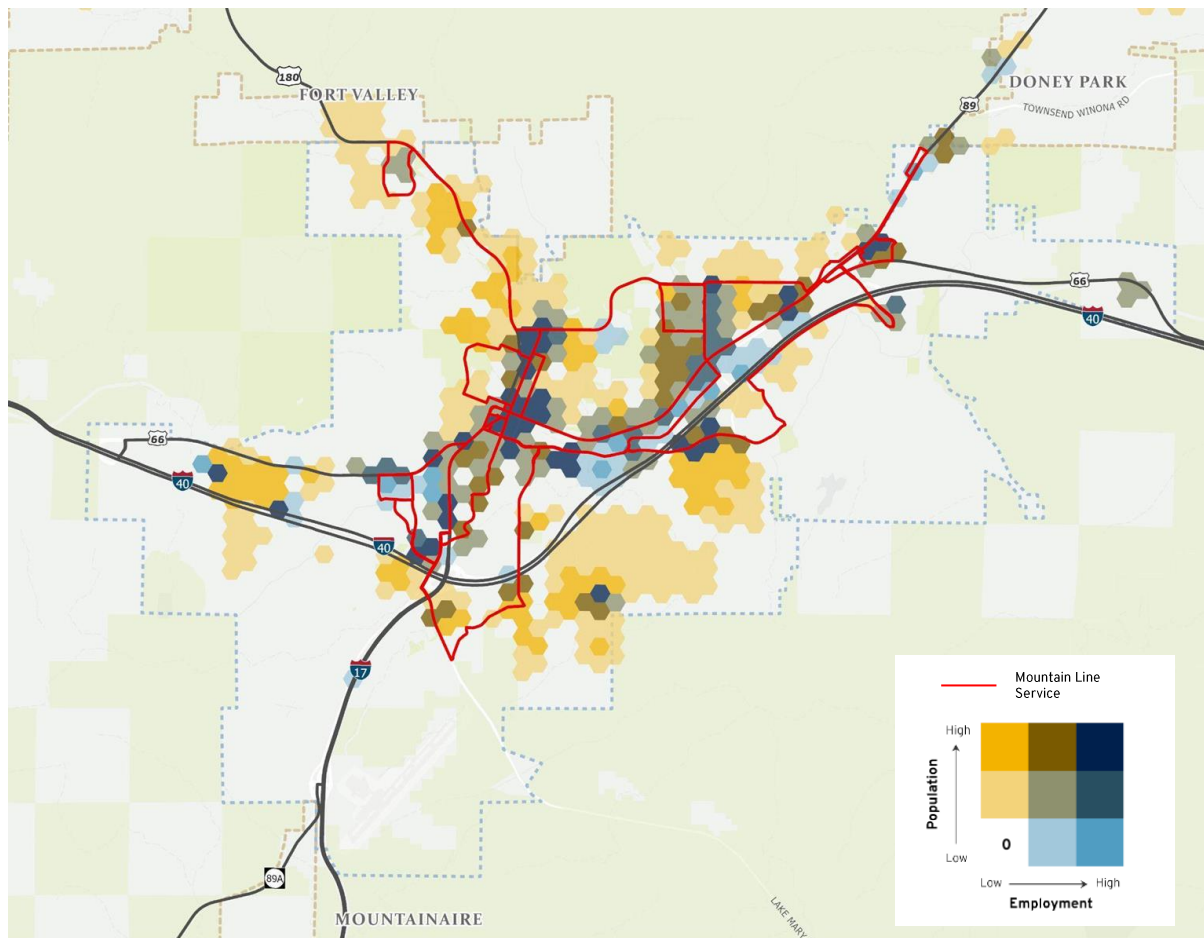 180
FORT VALLEY
DONEY PARK
89
TOWNSEND WINONA RD
66
40
66
40
40
17
89A
MOUNTAINAIRE
LAKE MARY
Mountain Line
Service
High
Population
Low
0
Low
High
Employment